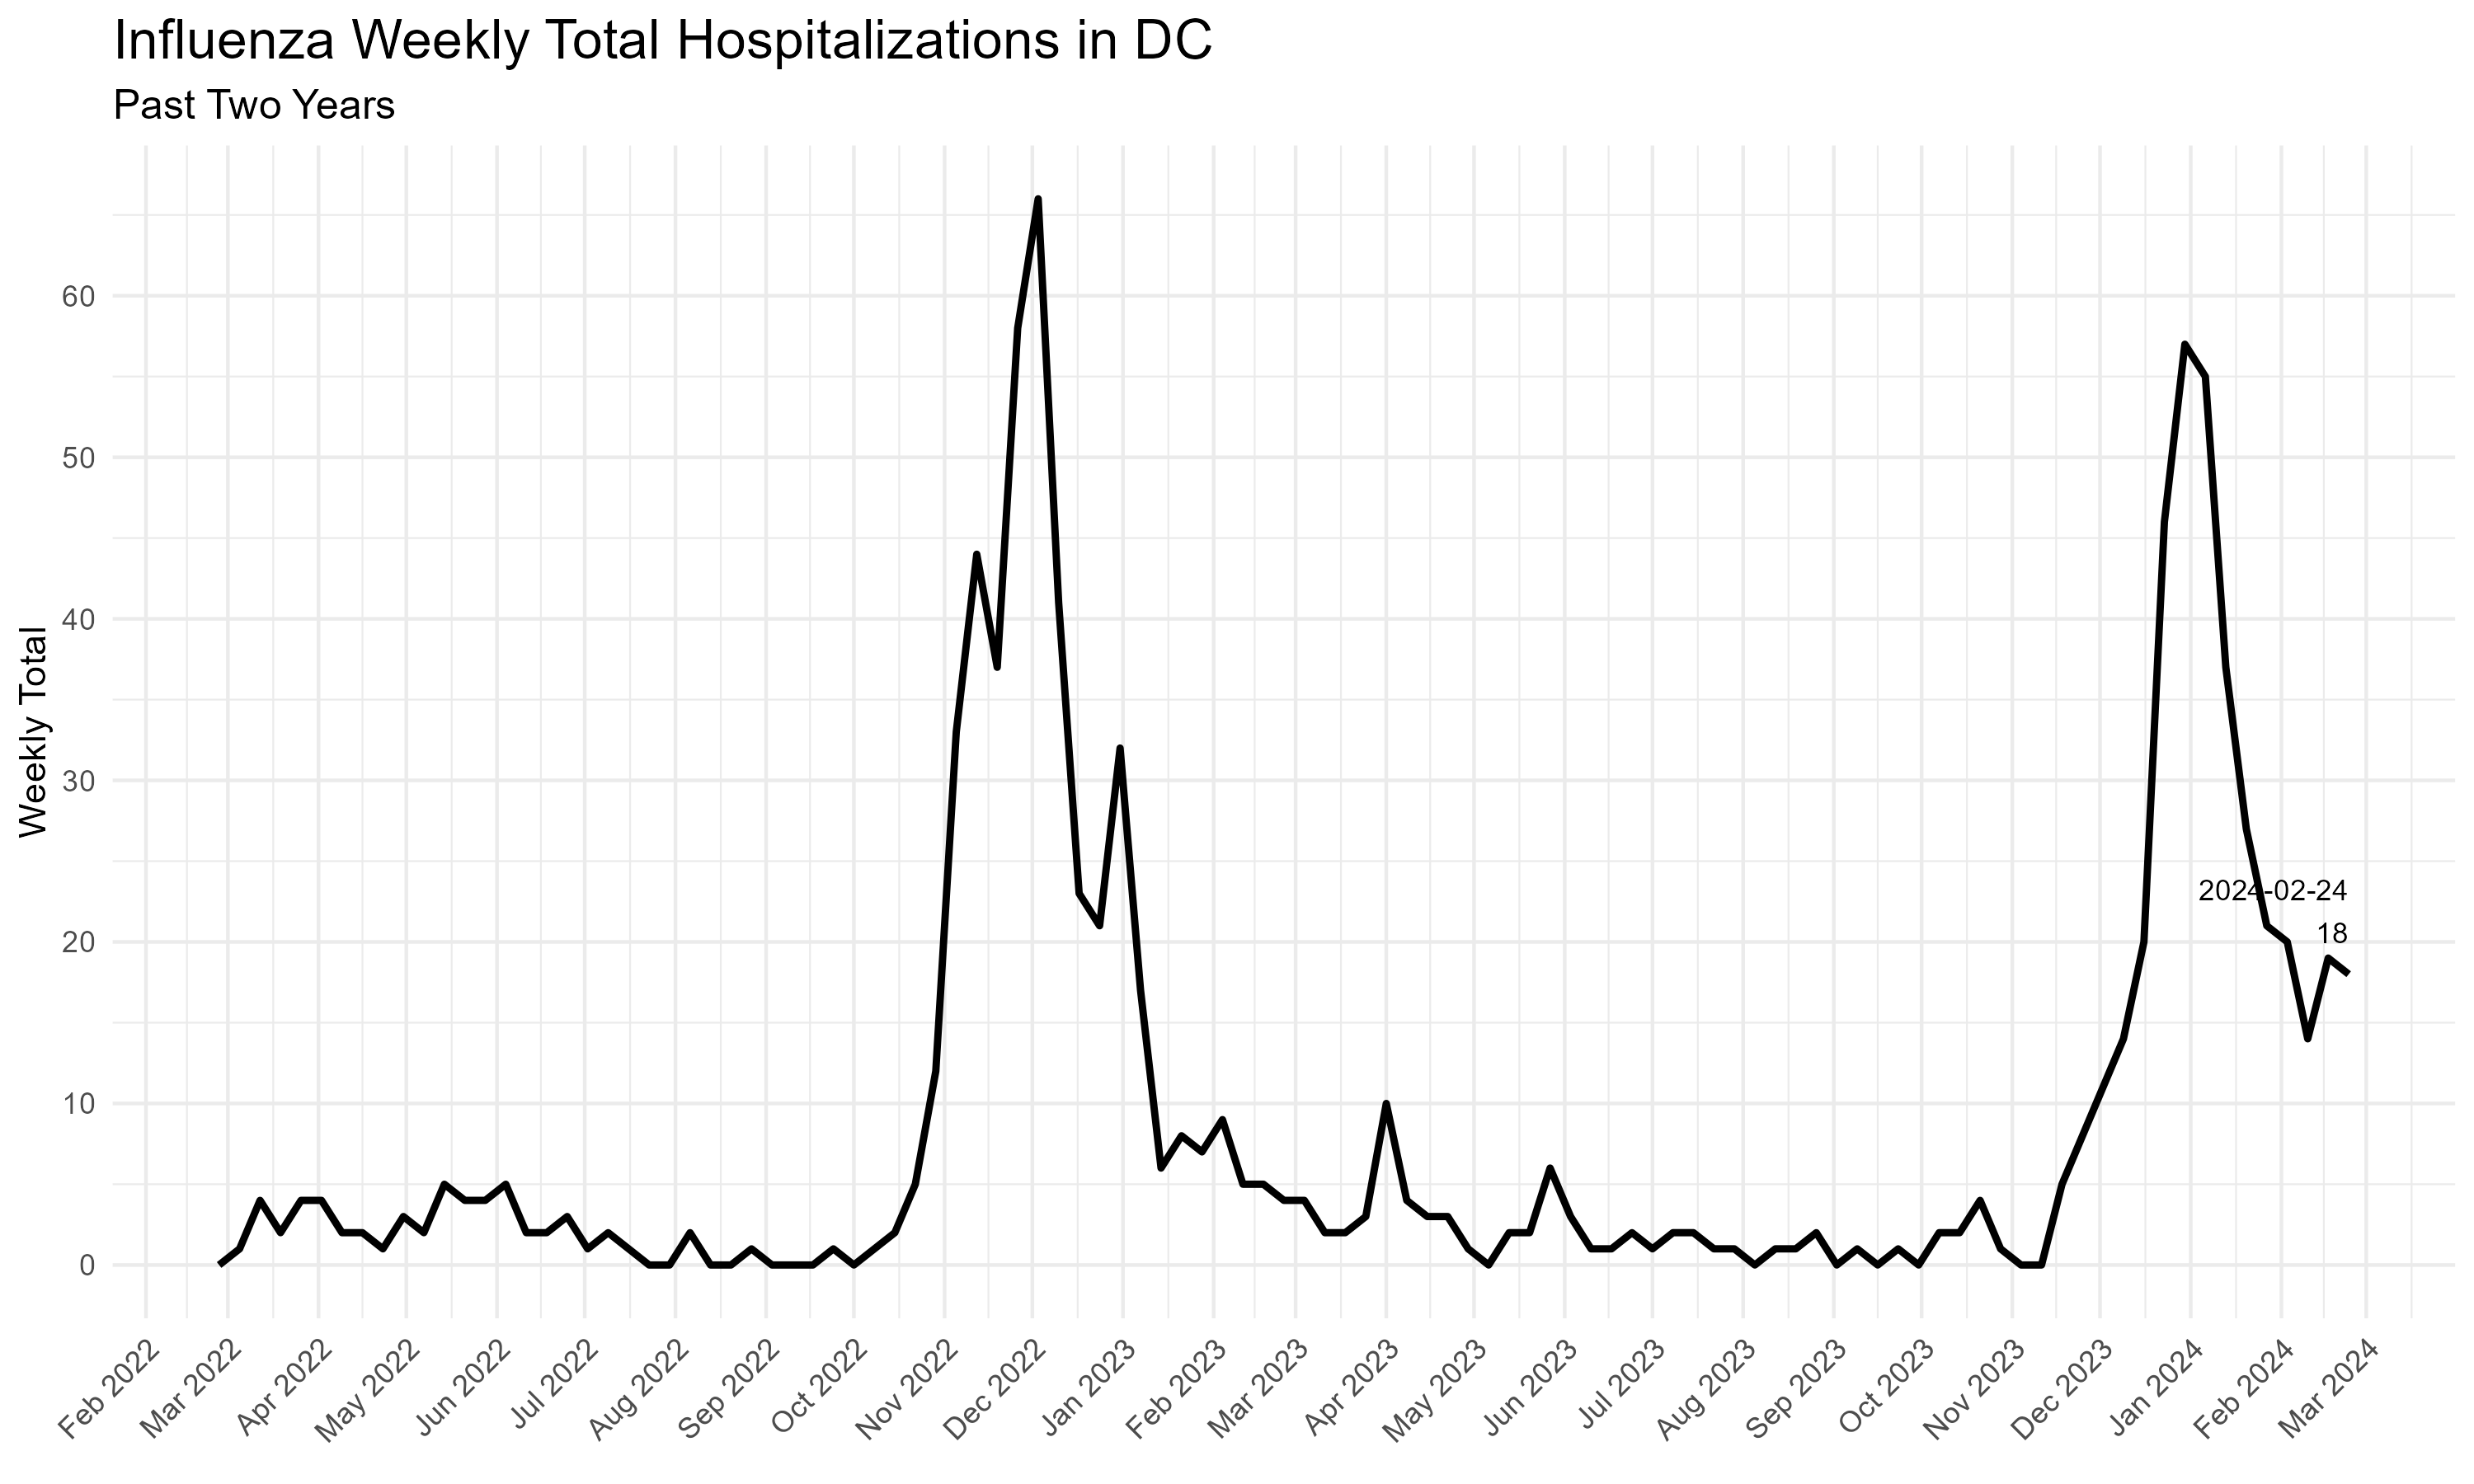 Influenza Weekly Total Hospitalizations in DC
Past Two Years
Weekly Total
60
50
40
30
20
10
0
2024-02-24
18
Feb 2022
Mar 2022
Apr 2022
May 2022
Jun 2022
Jul 2022
Aug 2022
Sep 2022
Oct 2022
Nov 2022
Dec 2022
Jan 2023
Feb 2023
Mar 2023
Apr 2023
May 2023
Jun 2023
Jul 2023
Aug 2023
Sep 2023
Oct 2023
Nov 2023
Dec 2023
Jan 2024
Feb 2024
Mar 2024